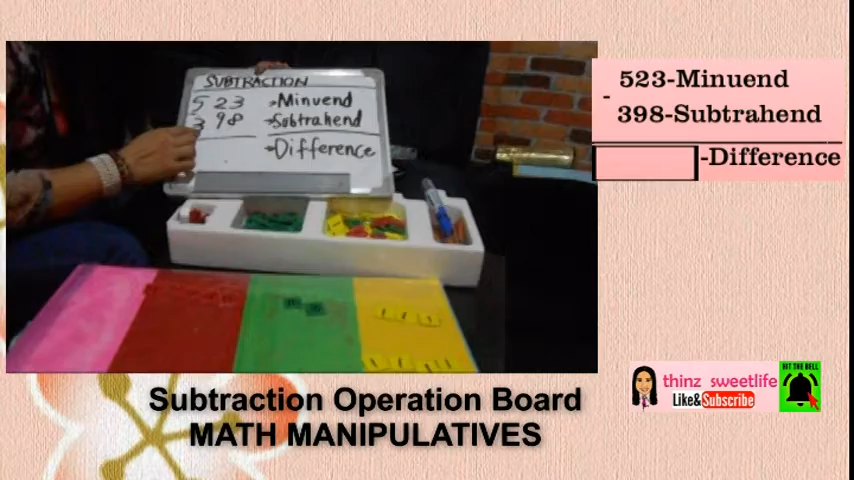 SUBTRACTION
523 →Minuend
398 →Subtrahend
→Difference
523-Minuend
-
398-Subtrahend
-Difference
thinz sweetlife
Like& Subscribe
HIT THE BELL
Subtraction Operation Board
MATH MANIPULATIVES